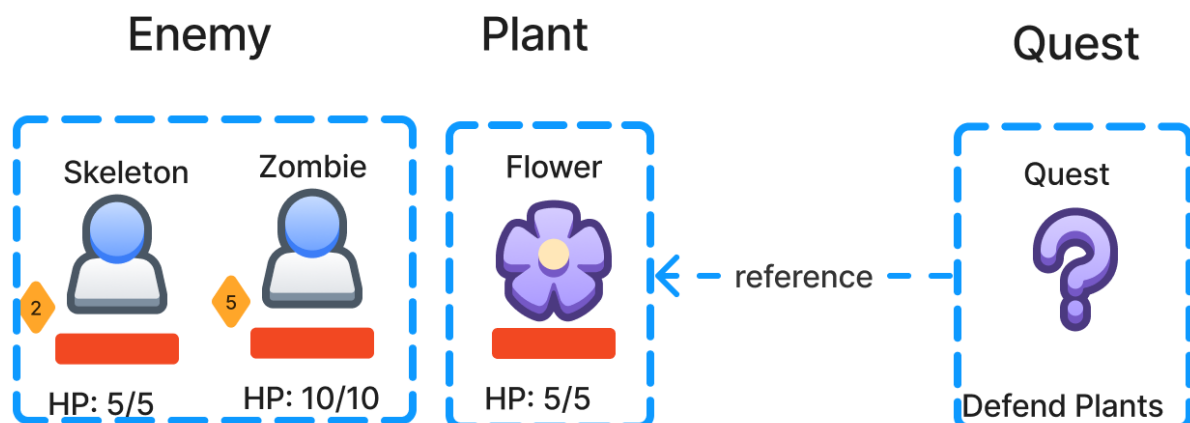 Enemy
Plant
Quest
Skeleton
Zombie
Flower
Quest
2
5
reference
HP: 5/5
HP: 10/10
HP: 5/5
Defend Plants